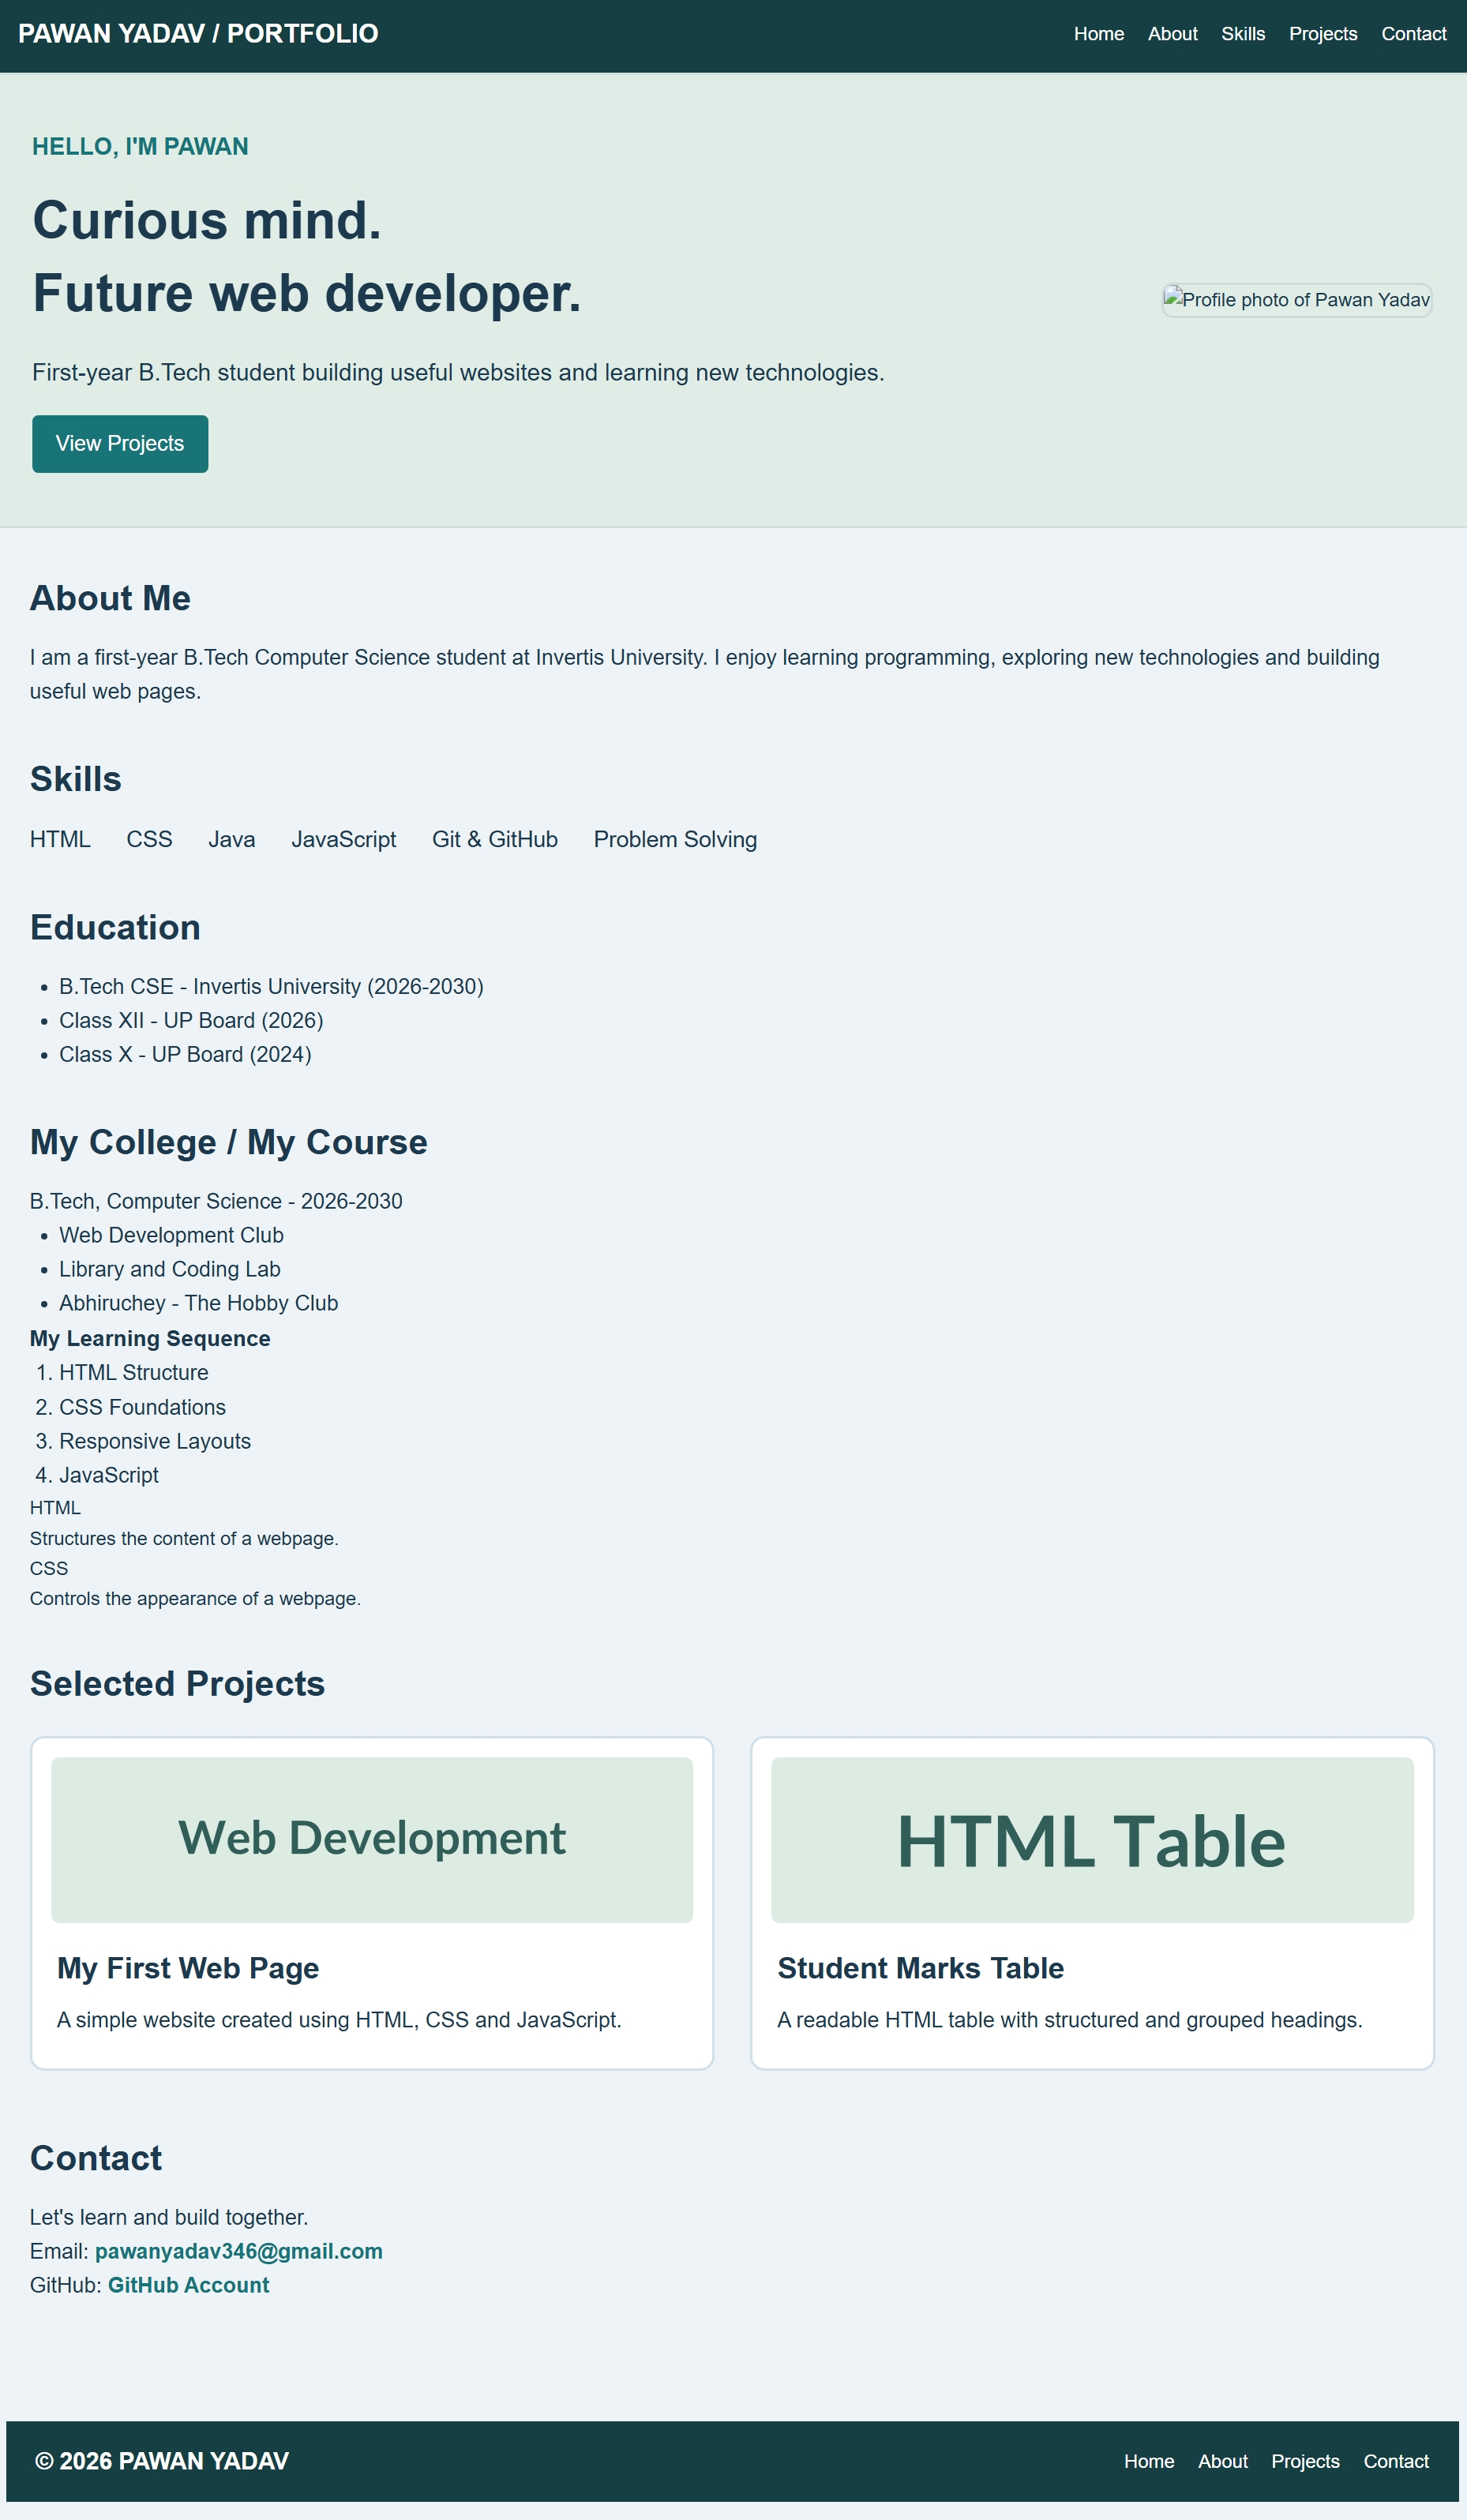 PAWAN YADAV / PORTFOLIO
Home About Skills Projects Contact
HELLO, I'M PAWAN
Curious mind.
Future web developer.
Profile photo of Pawan Yadav
First-year B.Tech student building useful websites and learning new technologies.
View Projects
About Me
I am a first-year B.Tech Computer Science student at Invertis University. I enjoy learning programming, exploring new technologies and building
useful web pages.
Skills
HTML CSS Java JavaScript Git & GitHub Problem Solving
Education
• B.Tech CSE - Invertis University (2026-2030)
• Class XII - UP Board (2026)
• Class X - UP Board (2024)
My College / My Course
B.Tech, Computer Science - 2026-2030
• Web Development Club
• Library and Coding Lab
• Abhiruchey - The Hobby Club
My Learning Sequence
1. HTML Structure
2. CSS Foundations
3. Responsive Layouts
4. JavaScript
HTML
Structures the content of a webpage.
CSS
Controls the appearance of a webpage.
Selected Projects
Web Development
My First Web Page
A simple website created using HTML, CSS and JavaScript.
HTML Table
Student Marks Table
A readable HTML table with structured and grouped headings.
Contact
Let's learn and build together.
Email: pawanyadav346@gmail.com
GitHub: GitHub Account
© 2026 PAWAN YADAV
Home About Projects Contact